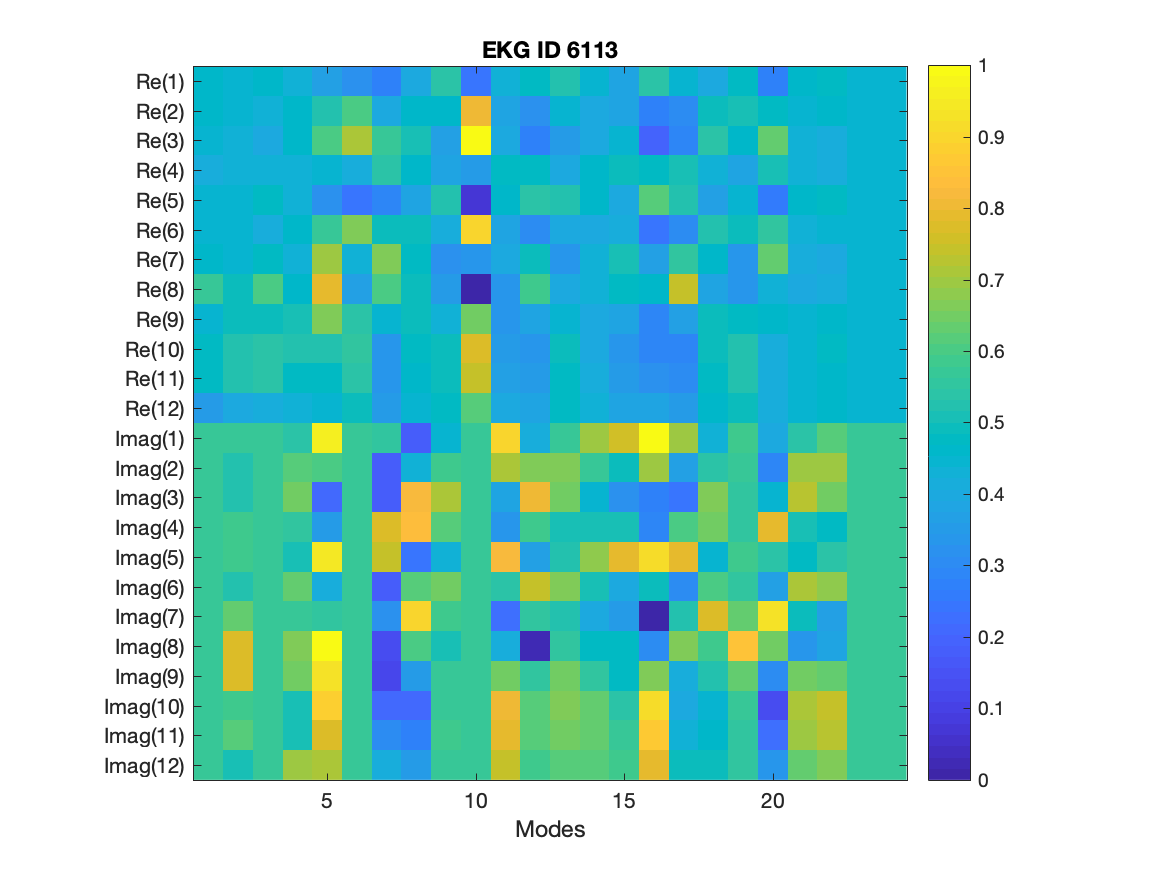 EKG ID 6113
Re(1)
Re(2)
Re(3)
Re(4)
Re(5)
Re(6)
Re(7)
Re(8)
Re(9)
Re(10)
Re(11)
Re(12)
Imag(1)
Imag(2)
Imag(3)
Imag(4)
Imag(5)
Imag(6)
Imag(7)
Imag(8)
Imag(9)
Imag(10)
Imag(11)
Imag(12)
5 10 15 20
Modes
1
0.9
0.8
0.7
0.6
0.5
0.4
0.3
0.2
0.1
0